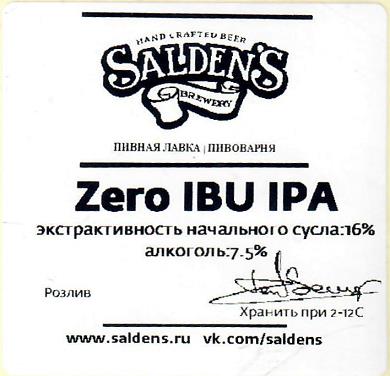 HAND CRAFTED BEER
SALDEN'S
BREWERY
ПИВНАЯ ЛАВКА | ПИВОВАРНЯ
Zero IBU IPA
экстрактивность начального сусла:16%
алкоголь:7.5%
Розлив
Хранить при 2-12С
www.saldens.ru vk.com/saldens